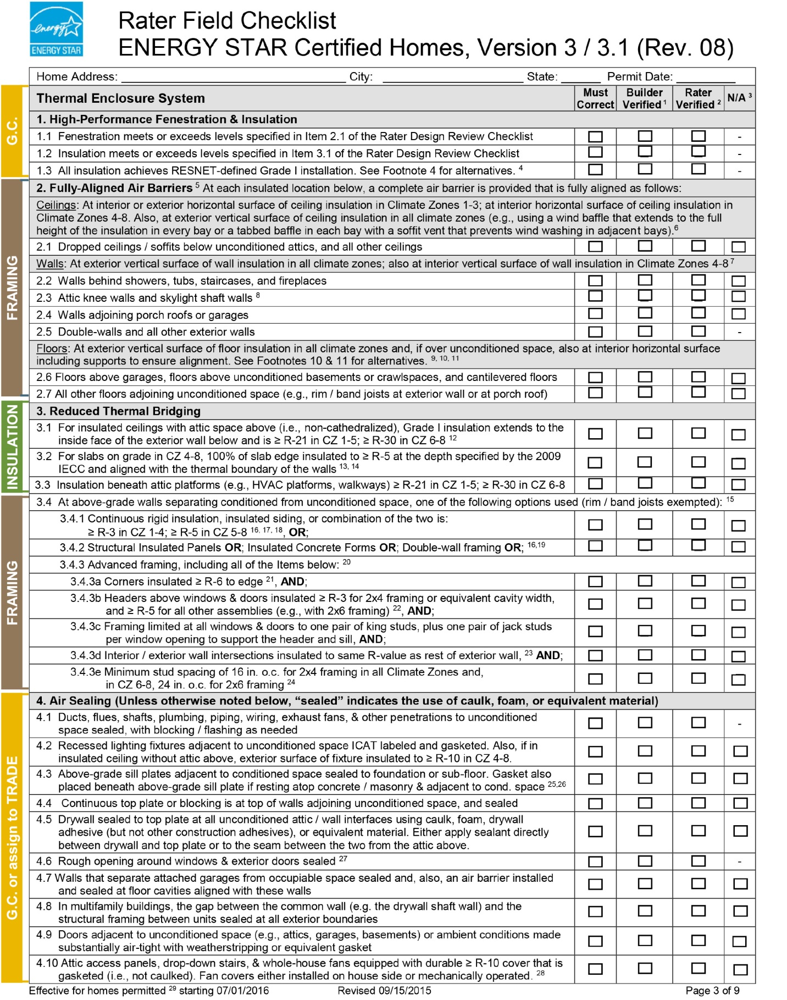 energy
ENERGY STAR
Rater Field Checklist
ENERGY STAR Certified Homes, Version 3 / 3.1 (Rev. 08)
Home Address: City: State: Permit Date:
G.C.
Thermal Enclosure System Must Correct Builder Verified 1 Rater Verified 2 N/A 3
1. High-Performance Fenestration & Insulation
1.1 Fenestration meets or exceeds levels specified in Item 2.1 of the Rater Design Review Checklist -
1.2 Insulation meets or exceeds levels specified in Item 3.1 of the Rater Design Review Checklist -
1.3 All insulation achieves RESNET-defined Grade I installation. See Footnote 4 for alternatives. 4 -
FRAMING
2. Fully-Aligned Air Barriers 5 At each insulated location below, a complete air barrier is provided that is fully aligned as follows:
Ceilings: At interior or exterior horizontal surface of ceiling insulation in Climate Zones 1-3; at interior horizontal surface of ceiling insulation in
Climate Zones 4-8. Also, at exterior vertical surface of ceiling insulation in all climate zones (e.g., using a wind baffle that extends to the full
height of the insulation in every bay or a tabbed baffle in each bay with a soffit vent that prevents wind washing in adjacent bays).6
2.1 Dropped ceilings / soffits below unconditioned attics, and all other ceilings
Walls: At exterior vertical surface of wall insulation in all climate zones; also at interior vertical surface of wall insulation in Climate Zones 4-8 7
2.2 Walls behind showers, tubs, staircases, and fireplaces
2.3 Attic knee walls and skylight shaft walls 8
2.4 Walls adjoining porch roofs or garages
2.5 Double-walls and all other exterior walls -
Floors: At exterior vertical surface of floor insulation in all climate zones and, if over unconditioned space, also at interior horizontal surface
including supports to ensure alignment. See Footnotes 10 & 11 for alternatives. 9, 10, 11
2.6 Floors above garages, floors above unconditioned basements or crawlspaces, and cantilevered floors
2.7 All other floors adjoining unconditioned space (e.g., rim / band joists at exterior wall or at porch roof)
INSULATION
3. Reduced Thermal Bridging
3.1 For insulated ceilings with attic space above (i.e., non-cathedralized), Grade I insulation extends to the
inside face of the exterior wall below and is ≥ R-21 in CZ 1-5; ≥ R-30 in CZ 6-8 12
3.2 For slabs on grade in CZ 4-8, 100% of slab edge insulated to ≥ R-5 at the depth specified by the 2009
IECC and aligned with the thermal boundary of the walls 13, 14
3.3 Insulation beneath attic platforms (e.g., HVAC platforms, walkways) ≥ R-21 in CZ 1-5; ≥ R-30 in CZ 6-8
FRAMING
3.4 At above-grade walls separating conditioned from unconditioned space, one of the following options used (rim / band joists exempted): 15
3.4.1 Continuous rigid insulation, insulated siding, or combination of the two is:
≥ R-3 in CZ 1-4; ≥ R-5 in CZ 5-8 16, 17, 18, OR;
3.4.2 Structural Insulated Panels OR; Insulated Concrete Forms OR; Double-wall framing OR; 16,19
3.4.3 Advanced framing, including all of the Items below: 20
3.4.3a Corners insulated ≥ R-6 to edge 21, AND;
3.4.3b Headers above windows & doors insulated ≥ R-3 for 2x4 framing or equivalent cavity width,
and ≥ R-5 for all other assemblies (e.g., with 2x6 framing) 22, AND;
3.4.3c Framing limited at all windows & doors to one pair of king studs, plus one pair of jack studs
per window opening to support the header and sill, AND;
3.4.3d Interior / exterior wall intersections insulated to same R-value as rest of exterior wall, 23 AND;
3.4.3e Minimum stud spacing of 16 in. o.c. for 2x4 framing in all Climate Zones and,
in CZ 6-8, 24 in. o.c. for 2x6 framing 24
G.C. or assign to TRADE
4. Air Sealing (Unless otherwise noted below, “sealed” indicates the use of caulk, foam, or equivalent material)
4.1 Ducts, flues, shafts, plumbing, piping, wiring, exhaust fans, & other penetrations to unconditioned
space sealed, with blocking / flashing as needed -
4.2 Recessed lighting fixtures adjacent to unconditioned space ICAT labeled and gasketed. Also, if in
insulated ceiling without attic above, exterior surface of fixture insulated to ≥ R-10 in CZ 4-8.
4.3 Above-grade sill plates adjacent to conditioned space sealed to foundation or sub-floor. Gasket also
placed beneath above-grade sill plate if resting atop concrete / masonry & adjacent to cond. space 25,26
4.4 Continuous top plate or blocking is at top of walls adjoining unconditioned space, and sealed
4.5 Drywall sealed to top plate at all unconditioned attic / wall interfaces using caulk, foam, drywall
adhesive (but not other construction adhesives), or equivalent material. Either apply sealant directly
between drywall and top plate or to the seam between the two from the attic above.
4.6 Rough opening around windows & exterior doors sealed 27 -
4.7 Walls that separate attached garages from occupiable space sealed and, also, an air barrier installed
and sealed at floor cavities aligned with these walls
4.8 In multifamily buildings, the gap between the common wall (e.g. the drywall shaft wall) and the
structural framing between units sealed at all exterior boundaries
4.9 Doors adjacent to unconditioned space (e.g., attics, garages, basements) or ambient conditions made
substantially air-tight with weatherstripping or equivalent gasket
4.10 Attic access panels, drop-down stairs, & whole-house fans equipped with durable ≥ R-10 cover that is
gasketed (i.e., not caulked). Fan covers either installed on house side or mechanically operated. 28
Effective for homes permitted 29 starting 07/01/2016 Revised 09/15/2015 Page 3 of 9